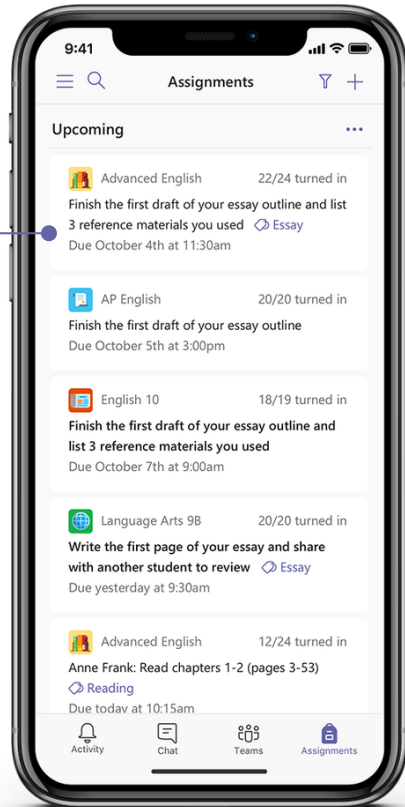 9:41
Assignments
Upcoming
Advanced English 22/24 turned in
Finish the first draft of your essay outline and list
3 reference materials you used Essay
Due October 4th at 11:30am
AP English 20/20 turned in
Finish the first draft of your essay outline
Due October 5th at 3:00pm
English 10 18/19 turned in
Finish the first draft of your essay outline and
list 3 reference materials you used
Due October 7th at 9:00am
Language Arts 9B 20/20 turned in
Write the first page of your essay and share
with another student to review Essay
Due yesterday at 9:30am
Advanced English 12/24 turned in
Anne Frank: Read chapters 1-2 (pages 3-53)
Reading
Due today at 10:15am
Activity Chat Teams Assignments